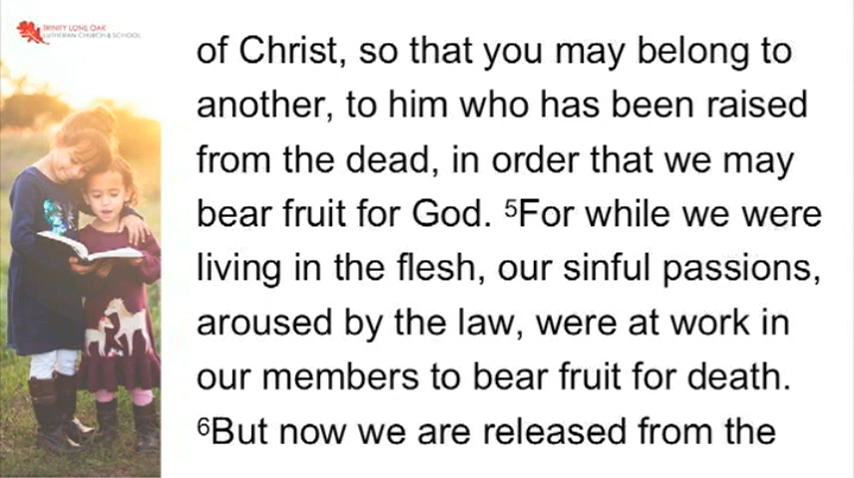 TRINITY LONE OAK
LUTHERAN CHURCH & SCHOOL
of Christ, so that you may belong to
another, to him who has been raised
from the dead, in order that we may
bear fruit for God. ⁵For while we were
living in the flesh, our sinful passions,
aroused by the law, were at work in
our members to bear fruit for death.
⁶But now we are released from the